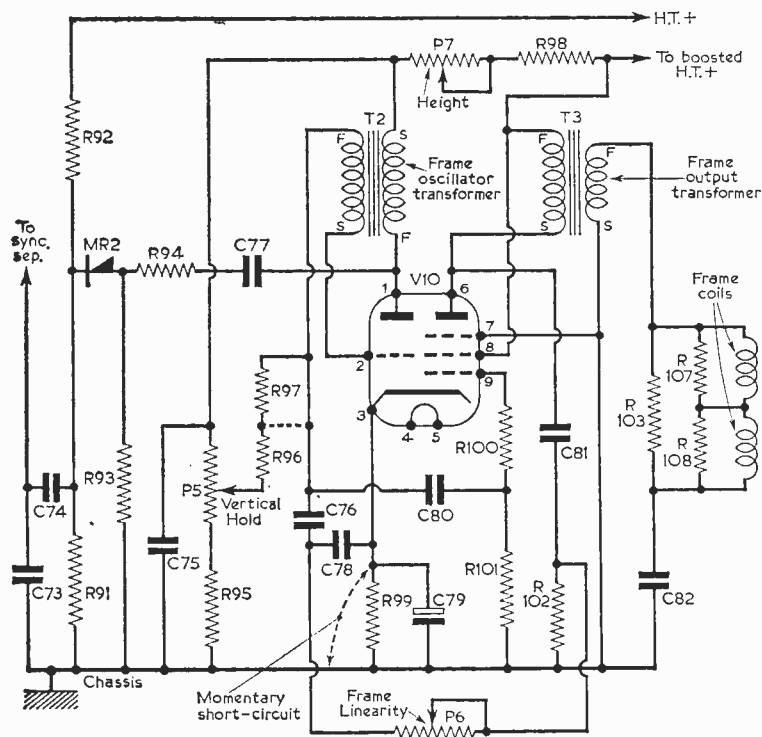 H.T.+
P7
R98
To boosted
H.T.+
Height
R92
T2
T3
F
S
F
F
Frame
oscillator
transformer
Frame
output
transformer
S
F
S
S
To
sync.
sep.
MR2
R94
C77
V10
1
6
Frame
coils
7
2
8
9
R97
R
107
R
103
3
4
5
R100
C81
R96
R
108
R93
P5
Vertical
Hold
C74
C76
C80
C78
C73
R91
C75
R95
R99
C79
R101
R
102
C82
Chassis
Momentary
short-circuit
Frame
Linearity
P6